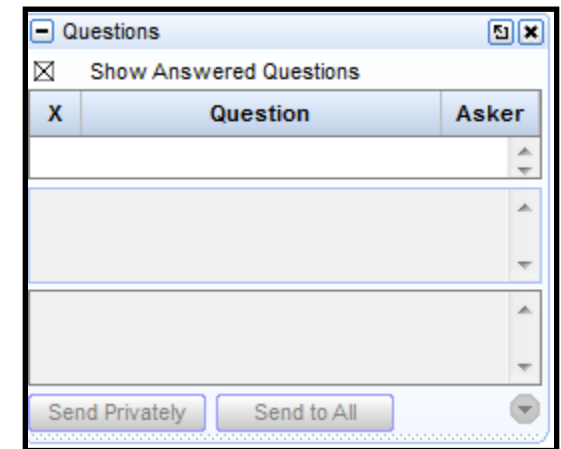 Questions
Show Answered Questions
X Question Asker
Send Privately Send to All